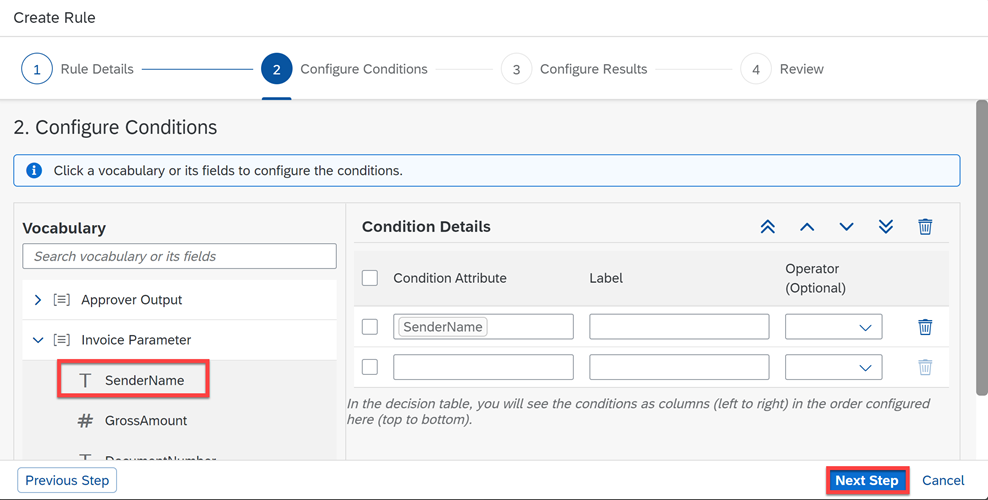 Create Rule
1 Rule Details
2 Configure Conditions
3 Configure Results
4 Review
2. Configure Conditions
Click a vocabulary or its fields to configure the conditions.
Vocabulary
Search vocabulary or its fields
Approver Output
Invoice Parameter
T SenderName
# GrossAmount
T DocumentNumber
Condition Details
Condition Attribute
Label
Operator
(Optional)
SenderName
In the decision table, you will see the conditions as columns (left to right) in the order configured
here (top to bottom).
Previous Step
Next Step
Cancel